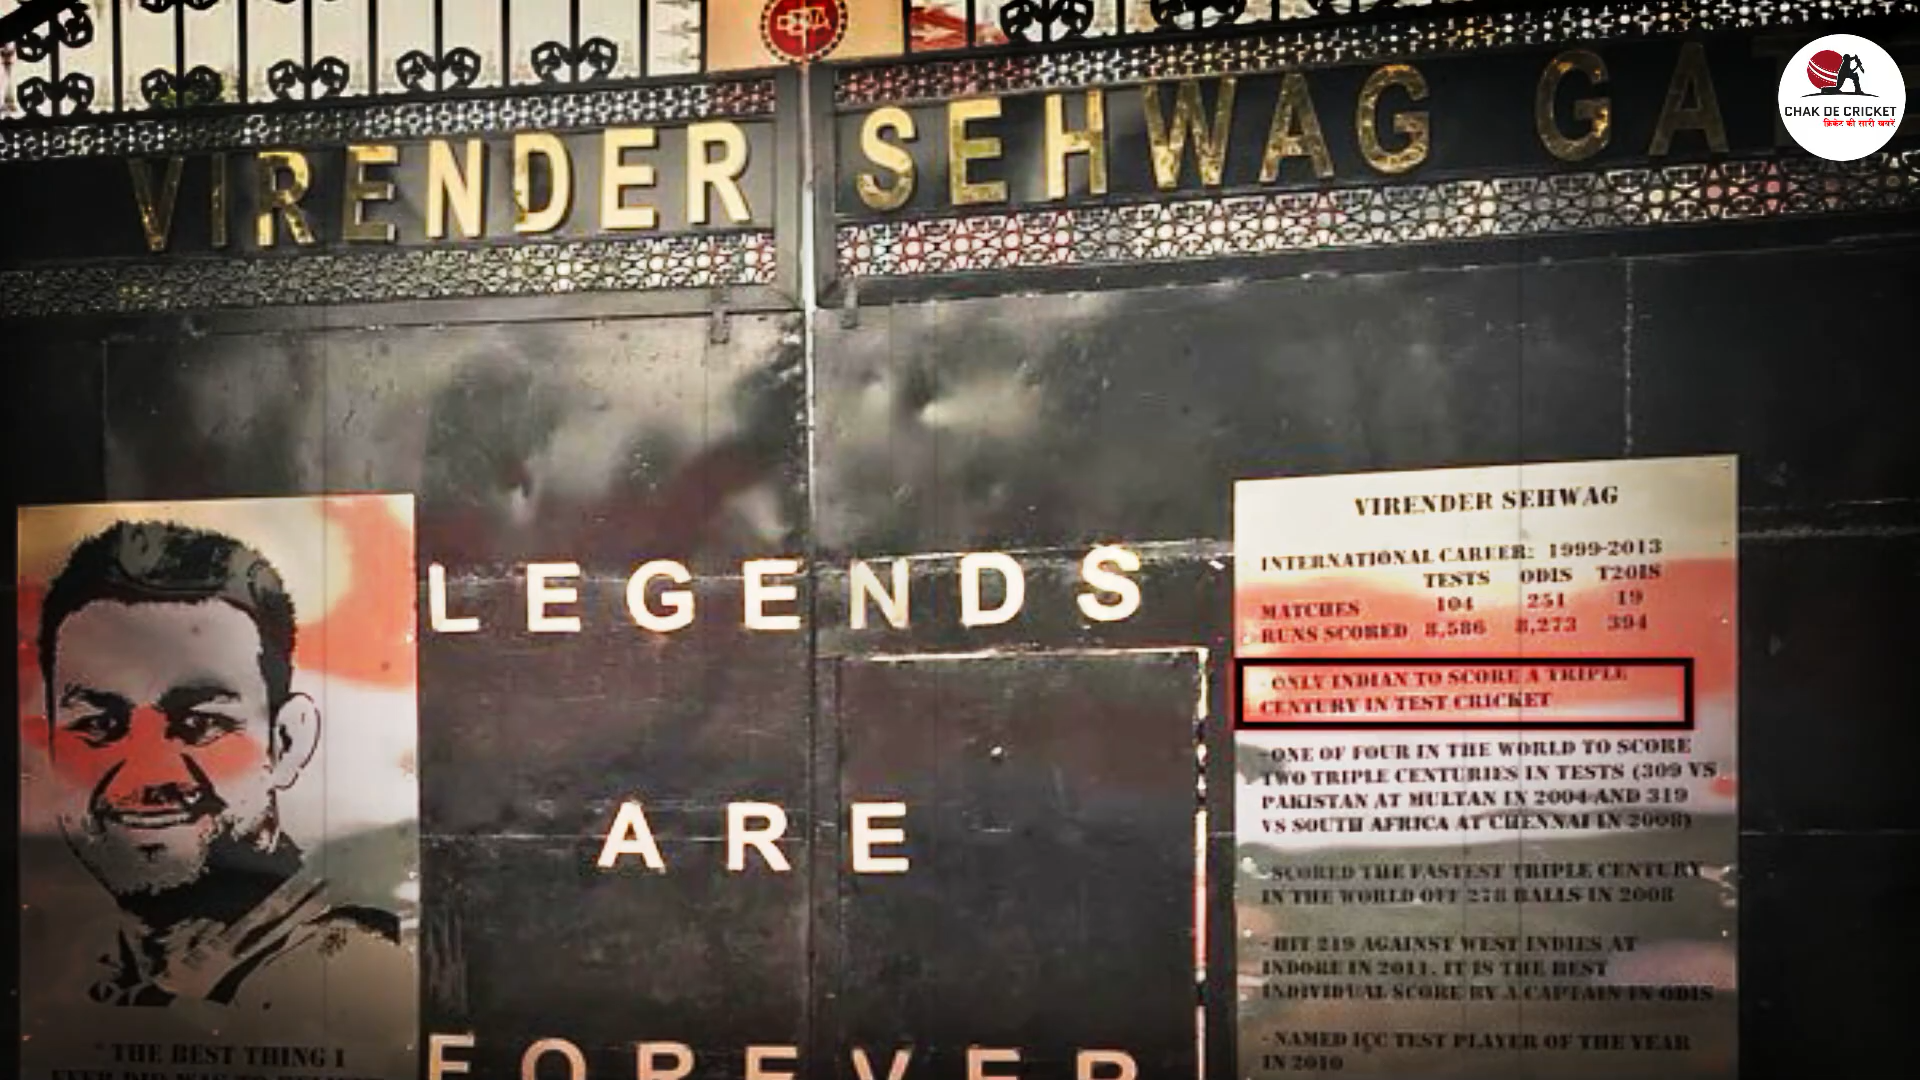 VIRENDER SEHWAG GA
CHAK DE CRICKET
क्रिकेट की सारी खबरें
LEGENDS
ARE
FOREVER
"THE BEST THING I
VIRENDER SEHWAG
INTERNATIONAL CAREER: 1999-2013
TESTS ODIS T20IS
MATCHES 104 251 19
RUNS SCORED 8,586 8,273 394
- ONLY INDIAN TO SCORE A TRIPLE
CENTURY IN TEST CRICKET
- ONE OF FOUR IN THE WORLD TO SCORE
TWO TRIPLE CENTURIES IN TESTS (309 VS
PAKISTAN AT MULTAN IN 2004 AND 319
VS SOUTH AFRICA AT CHENNAI IN 2008)
- SCORED THE FASTEST TRIPLE CENTURY
IN THE WORLD OFF 278 BALLS IN 2008
- HIT 219 AGAINST WEST INDIES AT
INDORE IN 2011. IT IS THE BEST
INDIVIDUAL SCORE BY A CAPTAIN IN ODIS
- NAMED ICC TEST PLAYER OF THE YEAR
IN 2010